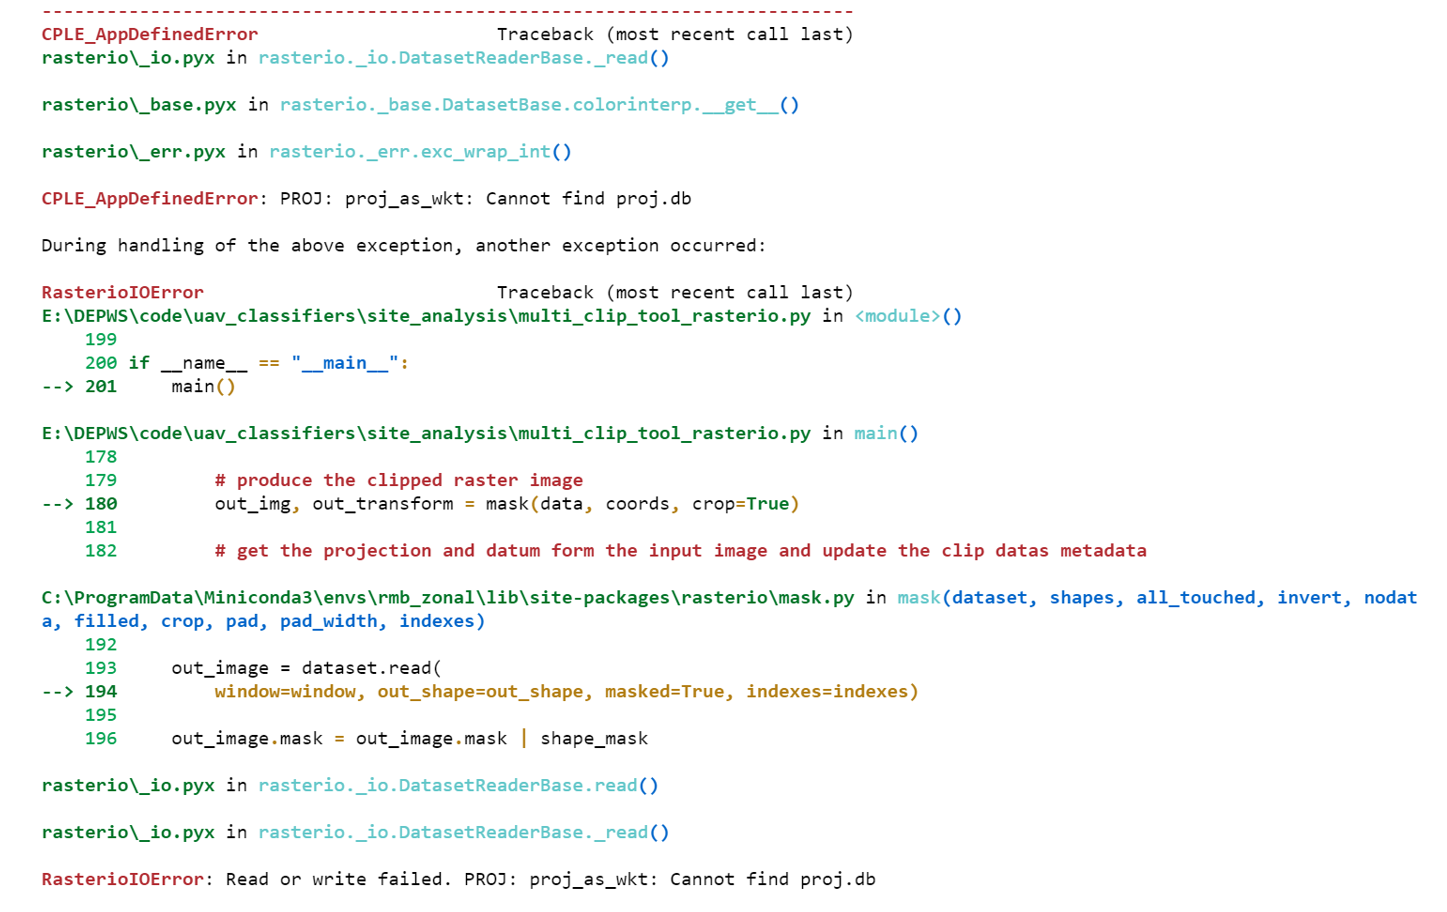 ---------------------------------------------------------------------------
CPLE_AppDefinedError                      Traceback (most recent call last)
rasterio\_io.pyx in rasterio._io.DatasetReaderBase._read()

rasterio\_base.pyx in rasterio._base.DatasetBase.colorinterp.__get__()

rasterio\_err.pyx in rasterio._err.exc_wrap_int()

CPLE_AppDefinedError: PROJ: proj_as_wkt: Cannot find proj.db

During handling of the above exception, another exception occurred:

RasterioIOError                           Traceback (most recent call last)
E:\DEPWS\code\uav_classifiers\site_analysis\multi_clip_tool_rasterio.py in <module>()
    199
    200 if __name__ == "__main__":
--> 201     main()

E:\DEPWS\code\uav_classifiers\site_analysis\multi_clip_tool_rasterio.py in main()
    178
    179         # produce the clipped raster image
--> 180         out_img, out_transform = mask(data, coords, crop=True)
    181
    182         # get the projection and datum form the input image and update the clip datas metadata

C:\ProgramData\Miniconda3\envs\rmb_zonal\lib\site-packages\rasterio\mask.py in mask(dataset, shapes, all_touched, invert, nodat
a, filled, crop, pad, pad_width, indexes)
    192
    193     out_image = dataset.read(
--> 194         window=window, out_shape=out_shape, masked=True, indexes=indexes)
    195
    196     out_image.mask = out_image.mask | shape_mask

rasterio\_io.pyx in rasterio._io.DatasetReaderBase.read()

rasterio\_io.pyx in rasterio._io.DatasetReaderBase._read()

RasterioIOError: Read or write failed. PROJ: proj_as_wkt: Cannot find proj.db